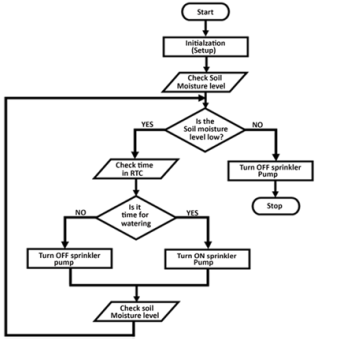 Start
Initialzation
(Setup)
Check Soil
Moisture level
Is the
Soil moisture
level low?
YES
NO
Check time
in RTC
Turn OFF sprinkler
Pump
Stop
Is it
time for
watering
NO
YES
Turn OFF sprinkler
pump
Turn ON sprinkler
Pump
Check soil
Moisture level